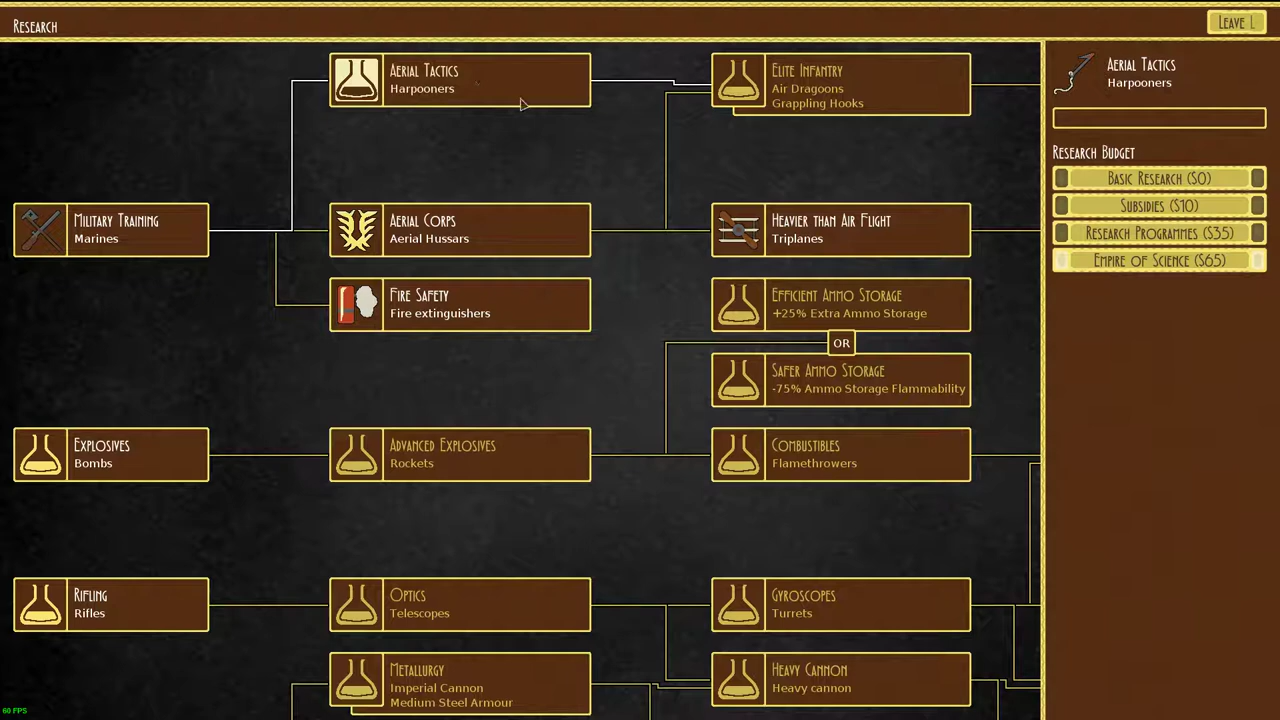 Research
Leave L
Aerial Tactics
Harpooners
Elite Infantry
Air Dragoons
Grappling Hooks
Aerial Tactics
Harpooners
Research Budget
Basic Research ($0)
Subsidies ($10)
Research Programmes ($35)
Empire of Science ($65)
Military Training
Marines
Aerial Corps
Aerial Hussars
Heavier than Air Flight
Triplanes
Fire Safety
Fire extinguishers
Efficient Ammo Storage
+25% Extra Ammo Storage
OR
Safer Ammo Storage
-75% Ammo Storage Flammability
Explosives
Bombs
Advanced Explosives
Rockets
Combustibles
Flamethrowers
Rifling
Rifles
Optics
Telescopes
Gyroscopes
Turrets
Metallurgy
Imperial Cannon
Medium Steel Armour
Heavy Cannon
Heavy cannon
60 FPS